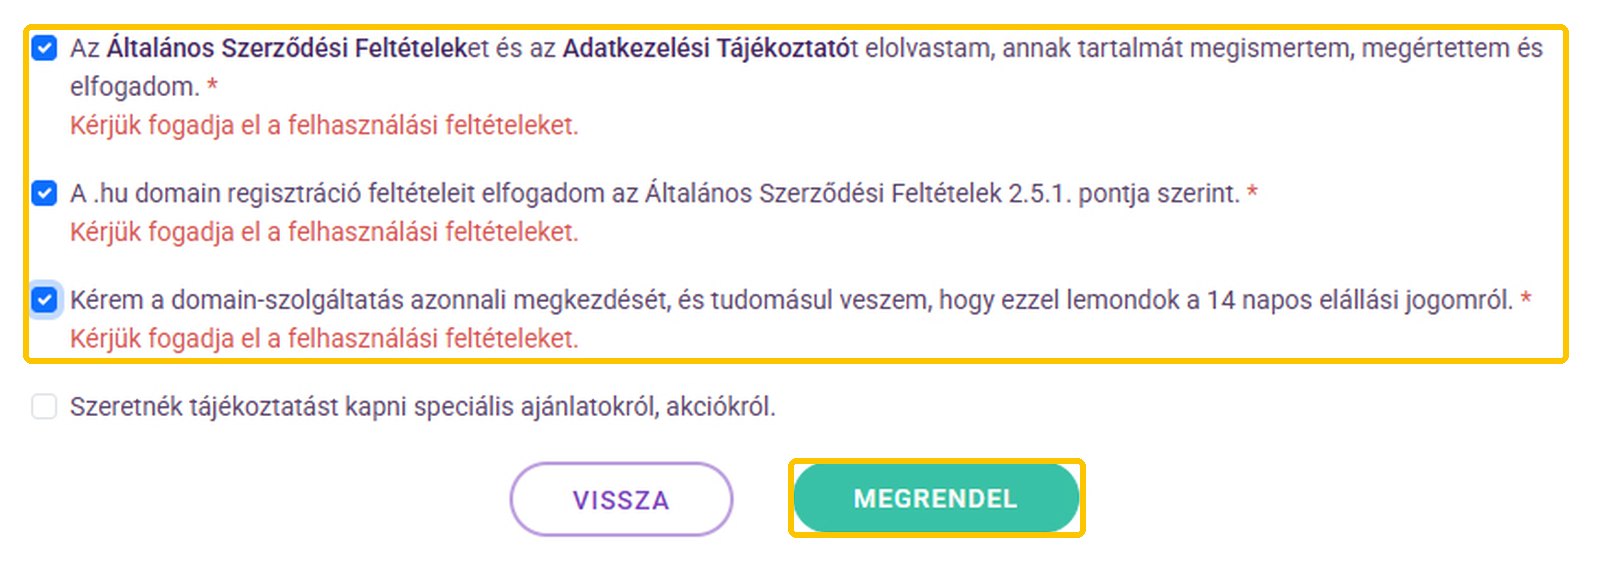 Az Általános Szerződési Feltételeket és az Adatkezelési Tájékoztatót elolvastam, annak tartalmát megismertem, megértettem és
elfogadom. *
Kérjük fogadja el a felhasználási feltételeket.
A .hu domain regisztráció feltételeit elfogadom az Általános Szerződési Feltételek 2.5.1. pontja szerint. *
Kérjük fogadja el a felhasználási feltételeket.
Kérem a domain-szolgáltatás azonnali megkezdését, és tudomásul veszem, hogy ezzel lemondok a 14 napos elállási jogomról. *
Kérjük fogadja el a felhasználási feltételeket.
Szeretnék tájékoztatást kapni speciális ajánlatokról, akciókról.
VISSZA MEGRENDEL